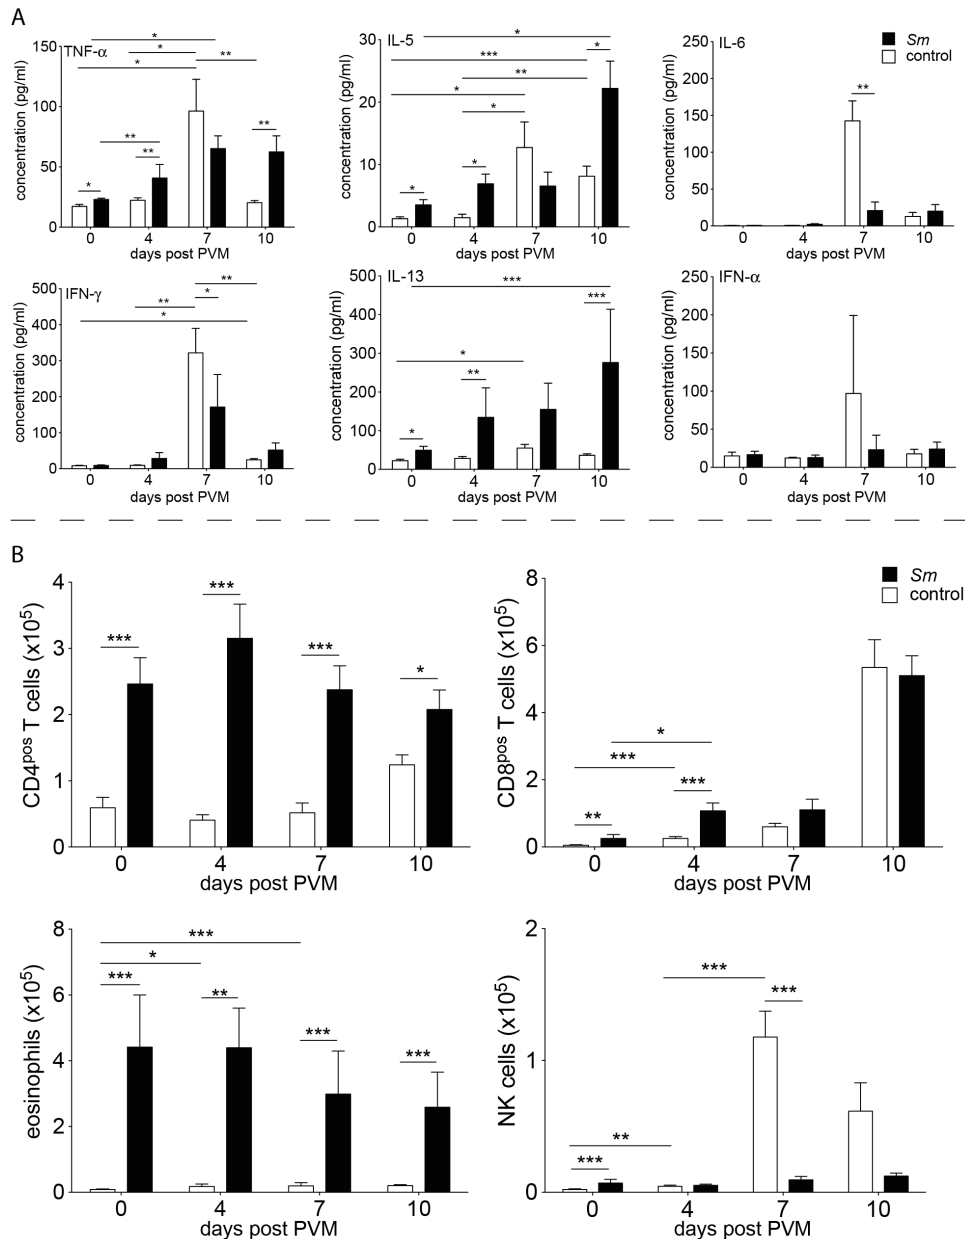 A
TNF-α
concentration (pg/ml)
150
100
50
0
* 
* **
*
**
* ** **
0 4 7 10
days post PVM
IL-5
concentration (pg/ml)
30
20
10
0
*
*** *
**
*
*
* *
0 4 7 10
days post PVM
IL-6
Sm
control
concentration (pg/ml)
250
200
150
100
50
0
**
0 4 7 10
days post PVM
IFN-γ
concentration (pg/ml)
500
400
300
200
100
0
**
** *
*
0 4 7 10
days post PVM
IL-13
concentration (pg/ml)
500
400
300
200
100
0
***
***
*
**
*
0 4 7 10
days post PVM
IFN-α
concentration (pg/ml)
250
200
150
100
50
0
0 4 7 10
days post PVM
B
CD4pos T cells (x10⁵)
4
3
2
1
0
***
*** ***
*
0 4 7 10
days post PVM
Sm
control
CD8pos T cells (x10⁵)
8
6
4
2
0
*
***
***
**
0 4 7 10
days post PVM
eosinophils (x10⁵)
8
6
4
2
0
***
*
*** **
***
***
0 4 7 10
days post PVM
NK cells (x10⁵)
2
1
0
***
***
**
***
0 4 7 10
days post PVM